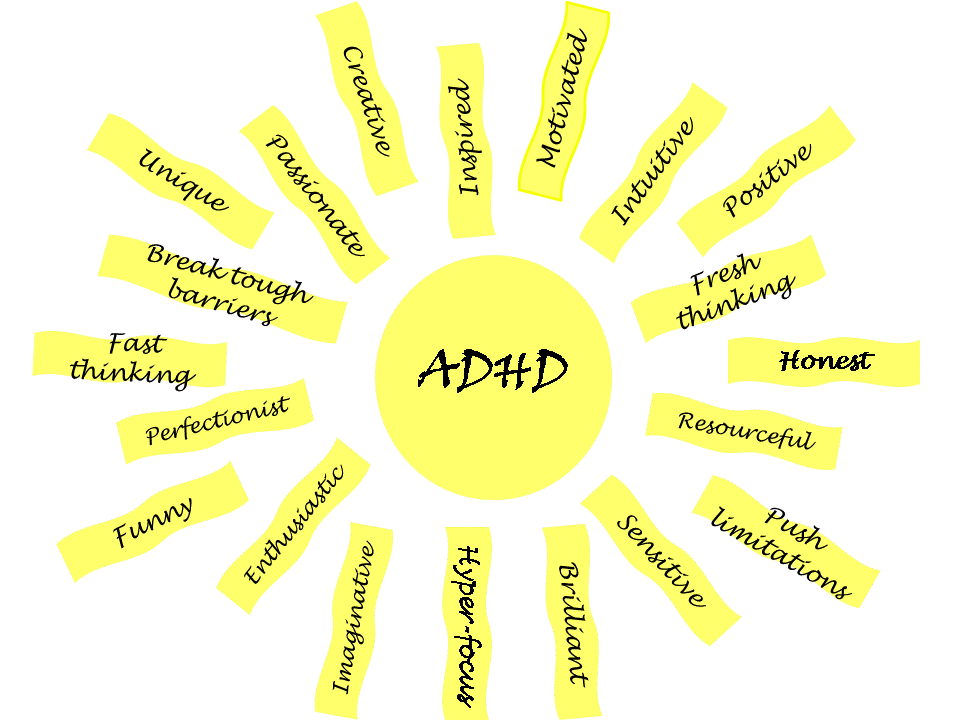 Creative
Inspired
Motivated
Unique
Passionate
Intuitive
Positive
Break tough
barriers
Fresh
thinking
Fast
thinking
ADHD
Honest
Perfectionist
Resourceful
Funny
Enthusiastic
Sensitive
Push
limitations
Imaginative
Hyper-focus
Brilliant